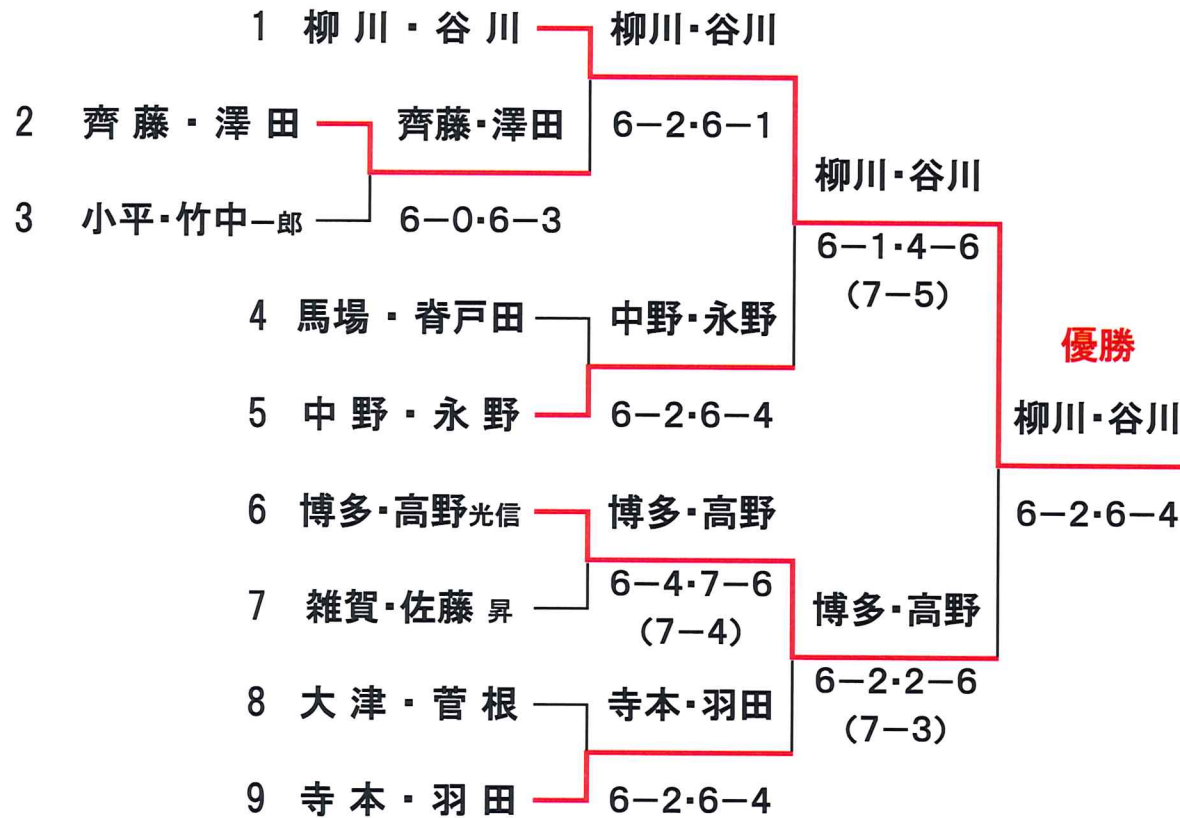 1 柳川・谷川 柳川・谷川
2 齊藤・澤田 齊藤・澤田 6-2・6-1
柳川・谷川
3 小平・竹中一郎 6-0・6-3
6-1・4-6
(7-5)
4 馬場・脊戸田 中野・永野
優勝
5 中野・永野 6-2・6-4
柳川・谷川
6 博多・高野光信 博多・高野
6-2・6-4
6-4・7-6
7 雑賀・佐藤 昇
博多・高野
(7-4)
6-2・2-6
8 大津・菅根 寺本・羽田
(7-3)
9 寺本・羽田 6-2・6-4